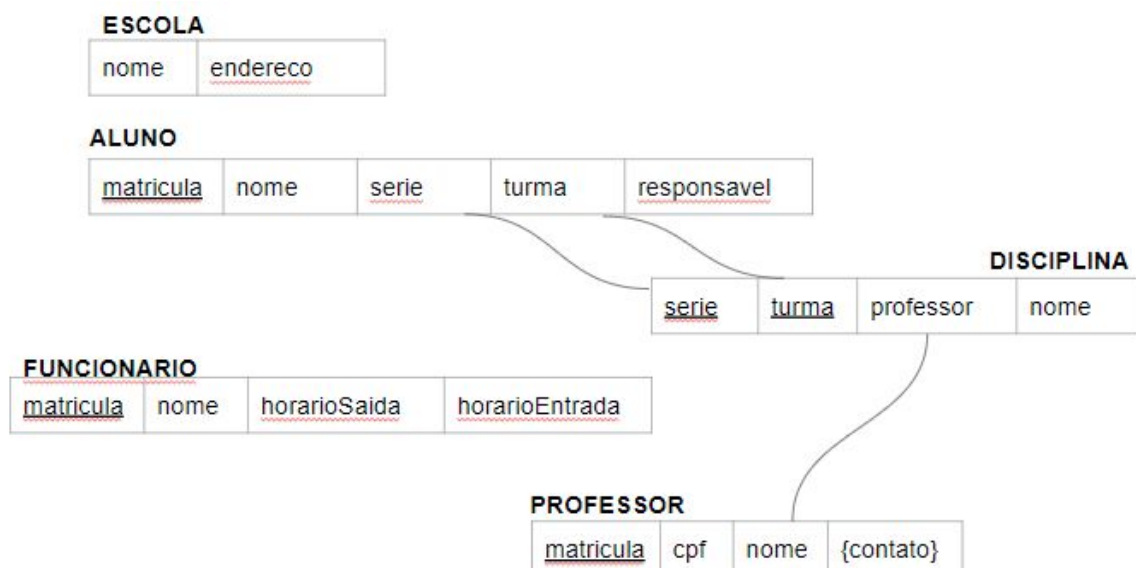 ESCOLA
nome endereco
ALUNO
matricula nome serie turma responsavel
DISCIPLINA
serie turma professor nome
FUNCIONARIO
matricula nome horarioSaida horarioEntrada
PROFESSOR
matricula cpf nome {contato}